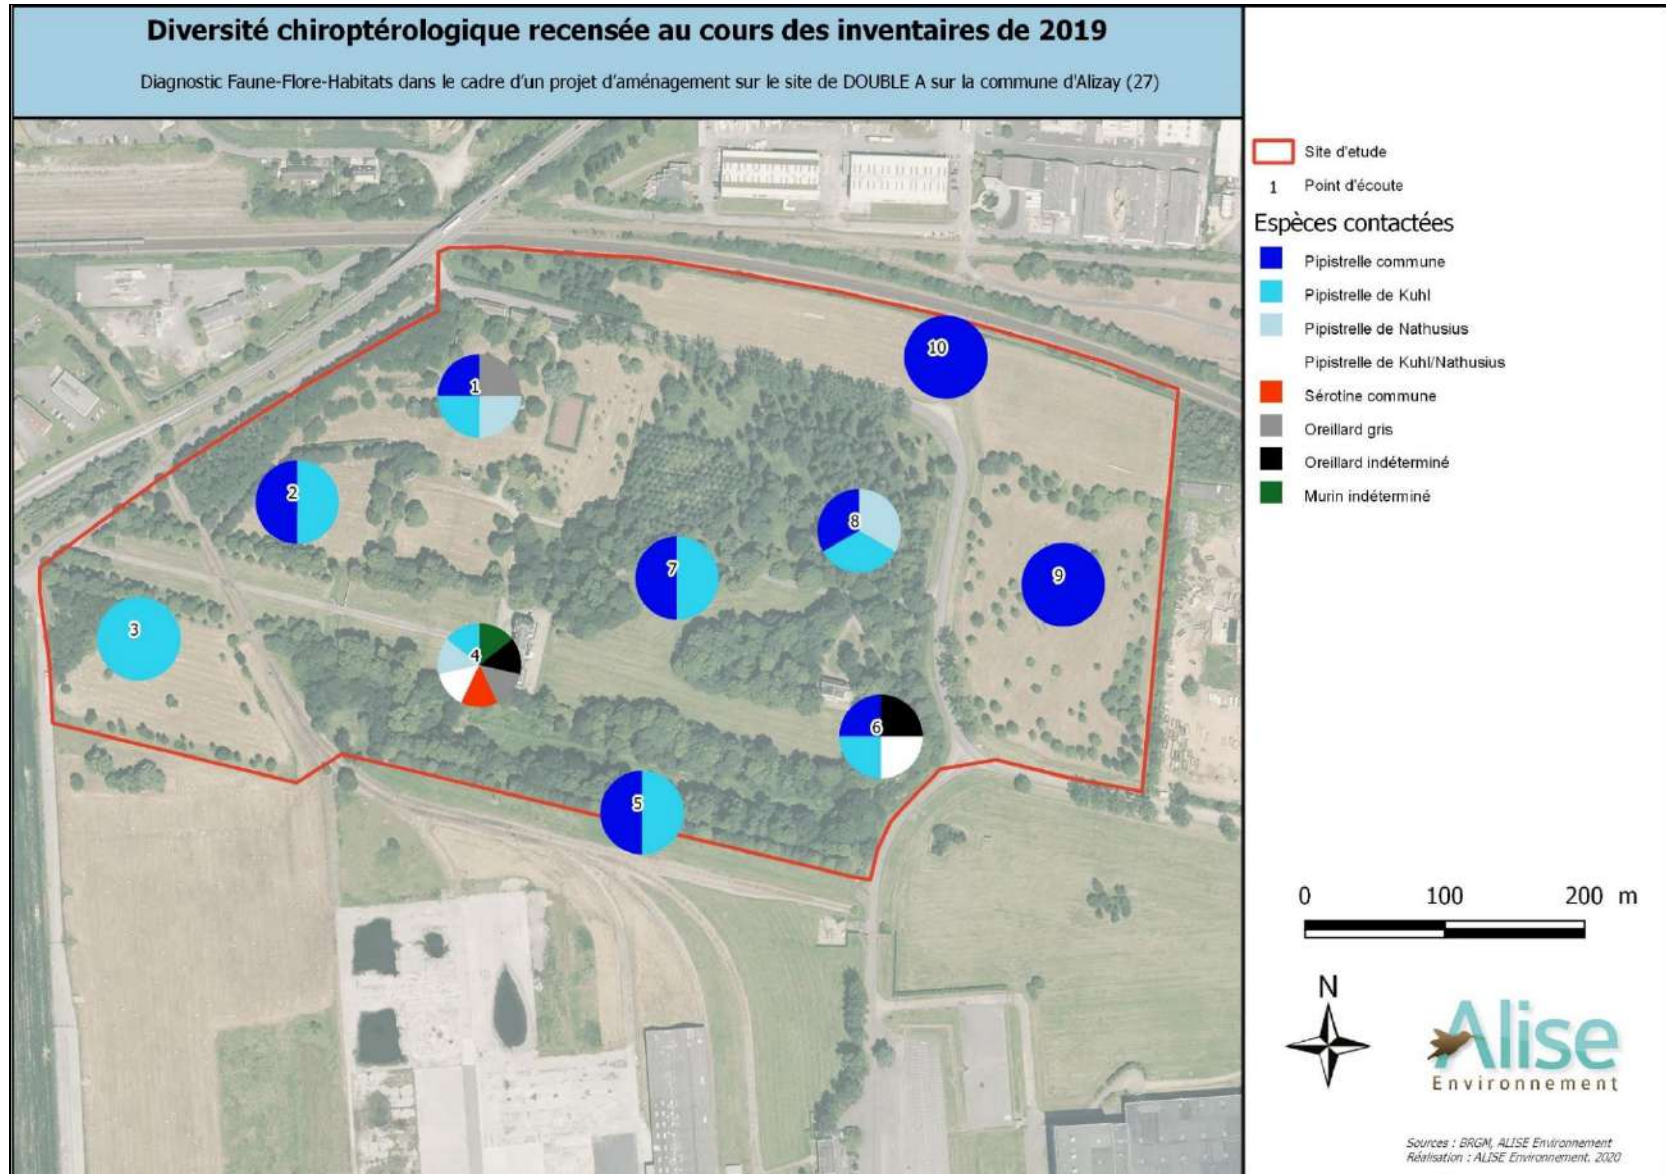 Diversité chiroptérologique recensée au cours des inventaires de 2019
Diagnostic Faune-Flore-Habitats dans le cadre d'un projet d'aménagement sur le site de DOUBLE A sur la commune d'Alizay (27)
Site d'etude
1 Point d'écoute
Espèces contactées
Pipistrelle commune
Pipistrelle de Kuhl
Pipistrelle de Nathusius
Pipistrelle de Kuhl/Nathusius
Sérotine commune
Oreillard gris
Oreillard indéterminé
Murin indéterminé
10
1
2
8
7
9
3
4
6
5
0 100 200 m
N
Alise
Environnement
Sources : BRGM, ALISE Environnement
Réalisation : ALISE Environnement, 2020